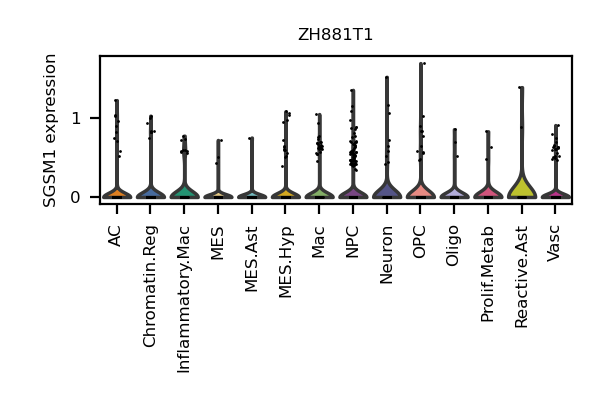 ZH881T1
SGSM1 expression
1
0
AC
Chromatin.Reg
Inflammatory.Mac
MES
MES.Ast
MES.Hyp
Mac
NPC
Neuron
OPC
Oligo
Prolif.Metab
Reactive.Ast
Vasc